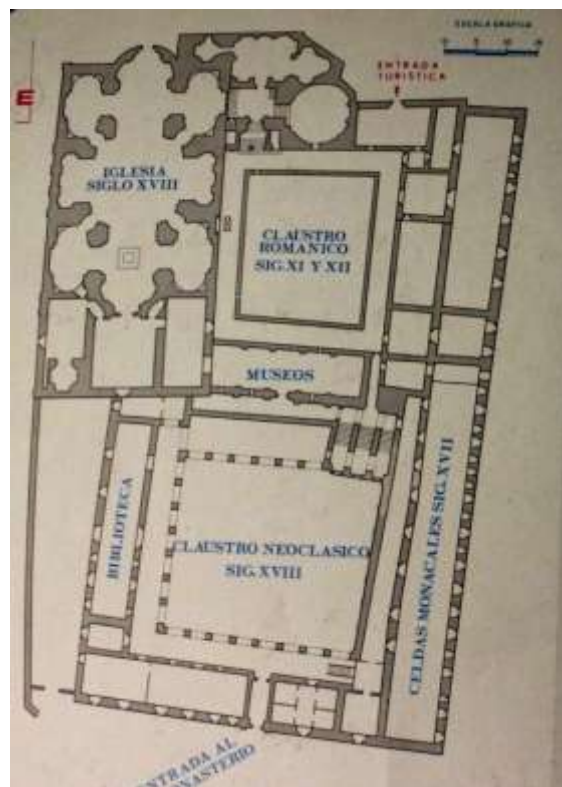 ESCALA GRAFICA
ENTRADA
TURISTICA
E
IGLESIA
SIGLO XVIII
CLAUSTRO
ROMANICO
SIG. XI Y XII
MUSEOS
BIBLIOTECA
CLAUSTRO NEOCLASICO
SIG. XVIII
CELDAS MONACALES SIG. XVII
ENTRADA AL
MONASTERIO